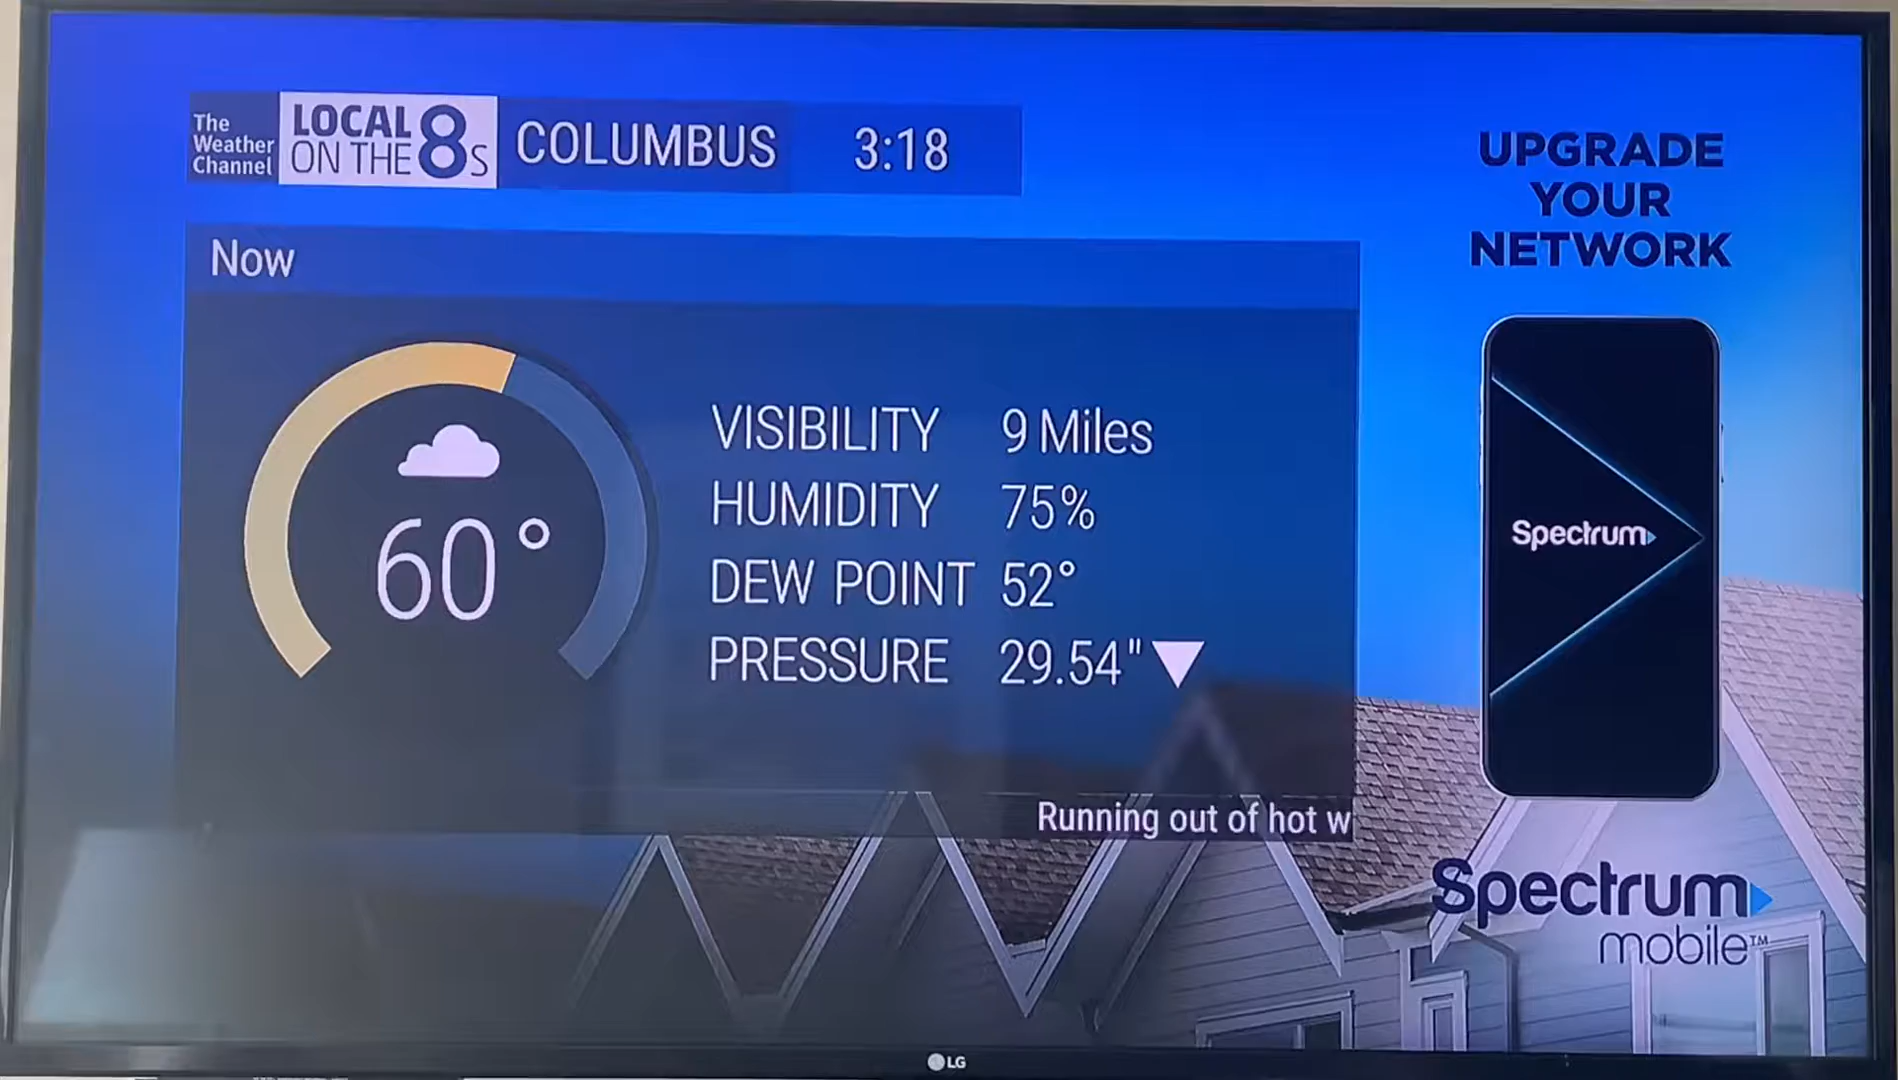 The
Weather
Channel
LOCAL
ON THE 8s
COLUMBUS 3:18
Now
60°
VISIBILITY 9 Miles
HUMIDITY 75%
DEW POINT 52°
PRESSURE 29.54"
Running out of hot w
UPGRADE
YOUR
NETWORK
Spectrum
Spectrum
mobile™
LG